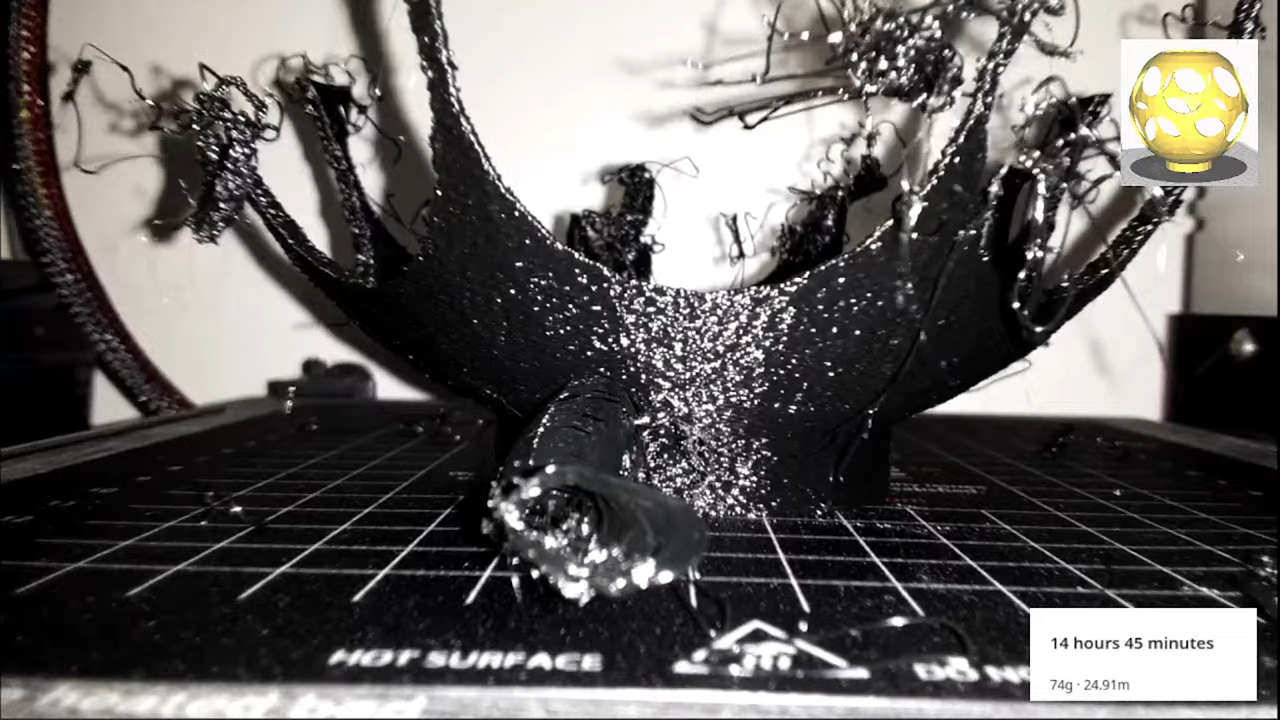 14 hours 45 minutes
74g · 24.91m
HOT SURFACE
DO NO
heated bed